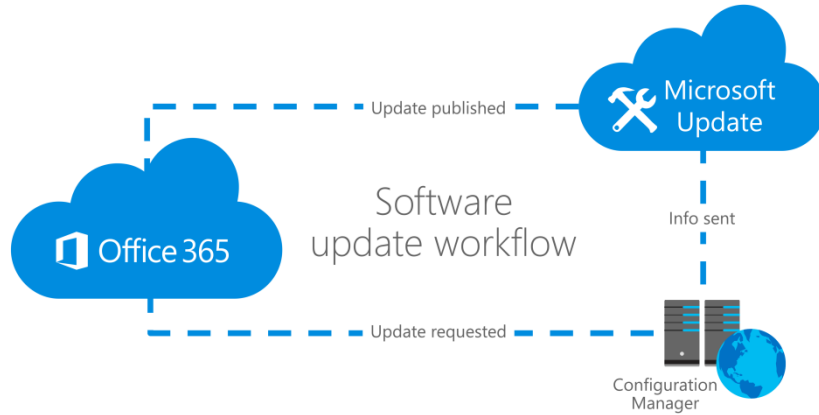 Microsoft
Update
Update published
Software
update workflow
Info sent
Office 365
Update requested
Configuration
Manager